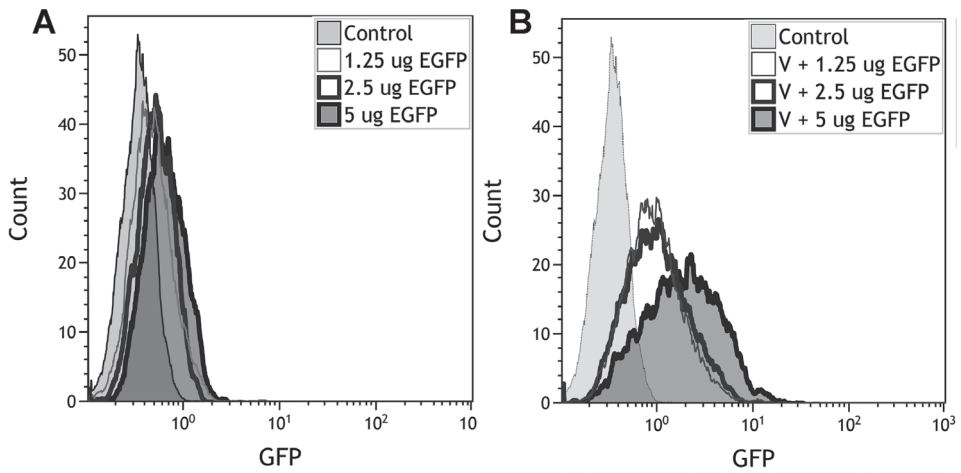 A
Control
1.25 ug EGFP
2.5 ug EGFP
5 ug EGFP
50
40
30
20
10
0
Count
10⁰
10¹
10²
10
GFP
B
Control
V + 1.25 ug EGFP
V + 2.5 ug EGFP
V + 5 ug EGFP
50
40
30
20
10
0
Count
10⁰
10¹
10²
10³
GFP